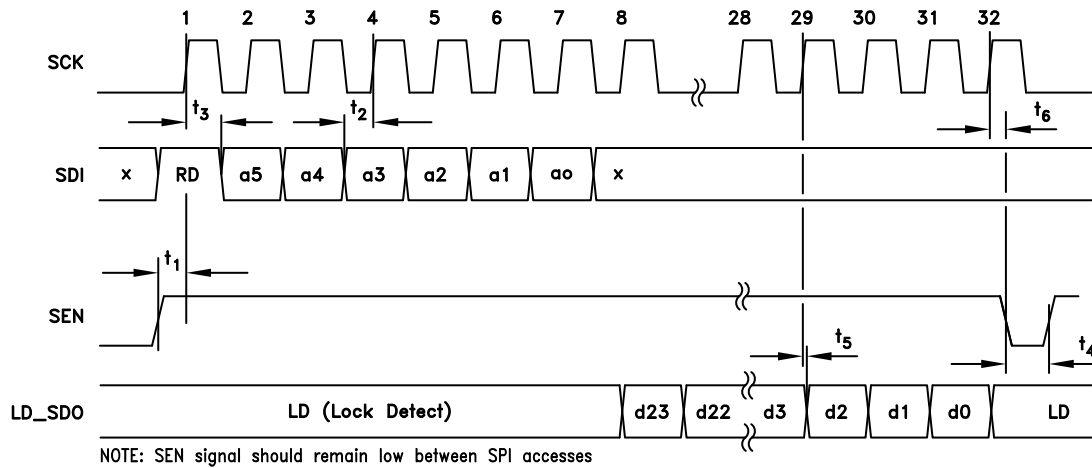 1 2 3 4 5 6 7 8 28 29 30 31 32
SCK
t3 t2 t6
SDI x RD a5 a4 a3 a2 a1 ao x
t1
SEN
t5 t4
LD_SDO LD (Lock Detect) d23 d22 d3 d2 d1 d0 LD
NOTE: SEN signal should remain low between SPI accesses